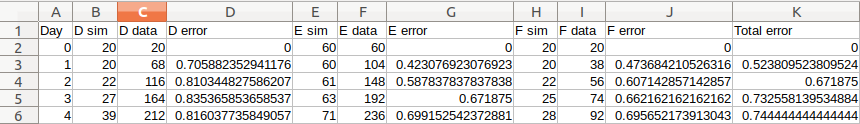 A B C D E F G H I J K
1 Day D sim D data D error E sim E data E error F sim F data F error Total error
2 0 20 20 0 60 60 0 20 20 0 0
3 1 20 68 0.705882352941176 60 104 0.423076923076923 20 38 0.473684210526316 0.523809523809524
4 2 22 116 0.810344827586207 61 148 0.587837837837838 22 56 0.607142857142857 0.671875
5 3 27 164 0.835365853658537 63 192 0.671875 25 74 0.662162162162162 0.732558139534884
6 4 39 212 0.816037735849057 71 236 0.699152542372881 28 92 0.695652173913043 0.744444444444444